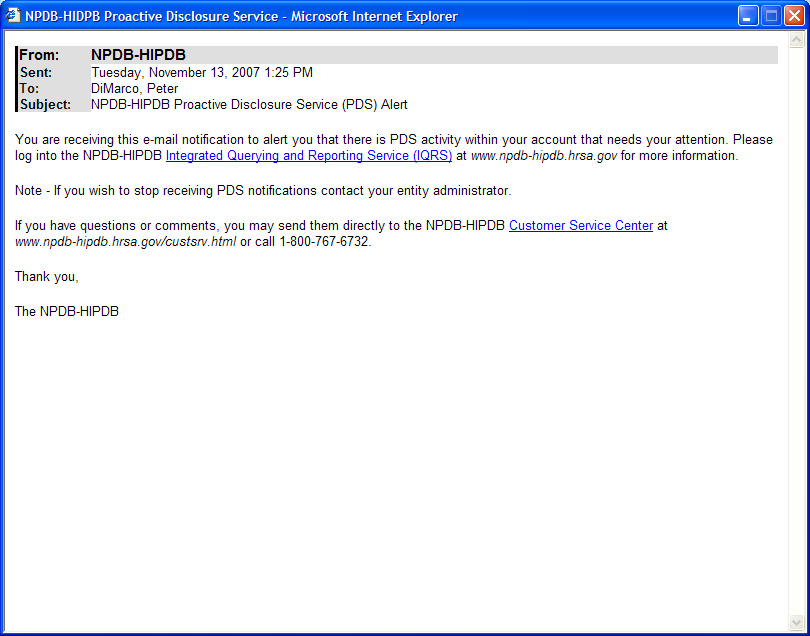 NPDB-HIDPB Proactive Disclosure Service - Microsoft Internet Explorer
From: NPDB-HIPDB
Sent: Tuesday, November 13, 2007 1:25 PM
To: DiMarco, Peter
Subject: NPDB-HIPDB Proactive Disclosure Service (PDS) Alert
You are receiving this e-mail notification to alert you that there is PDS activity within your account that needs your attention. Please
log into the NPDB-HIPDB Integrated Querying and Reporting Service (IQRS) at www.npdb-hipdb.hrsa.gov for more information.
Note - If you wish to stop receiving PDS notifications contact your entity administrator.
If you have questions or comments, you may send them directly to the NPDB-HIPDB Customer Service Center at
www.npdb-hipdb.hrsa.gov/custsrv.html or call 1-800-767-6732.
Thank you,
The NPDB-HIPDB